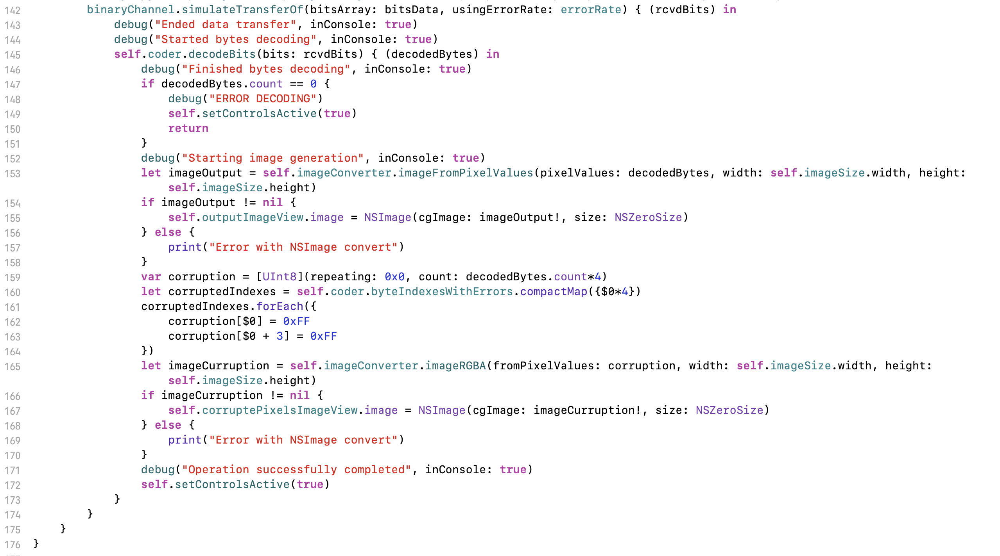 142 binaryChannel.simulateTransferOf(bitsArray: bitsData, usingErrorRate: errorRate) { (rcvdBits) in
143 debug("Ended data transfer", inConsole: true)
144 debug("Started bytes decoding", inConsole: true)
145 self.coder.decodeBits(bits: rcvdBits) { (decodedBytes) in
146 debug("Finished bytes decoding", inConsole: true)
147 if decodedBytes.count == 0 {
148 debug("ERROR DECODING")
149 self.setControlsActive(true)
150 return
151 }
152 debug("Starting image generation", inConsole: true)
153 let imageOutput = self.imageConverter.imageFromPixelValues(pixelValues: decodedBytes, width: self.imageSize.width, height:
self.imageSize.height)
154 if imageOutput != nil {
155 self.outputImageView.image = NSImage(cgImage: imageOutput!, size: NSZeroSize)
156 } else {
157 print("Error with NSImage convert")
158 }
159 var corruption = [UInt8](repeating: 0x0, count: decodedBytes.count*4)
160 let corruptedIndexes = self.coder.byteIndexesWithErrors.compactMap({$0*4})
161 corruptedIndexes.forEach({
162 corruption[$0] = 0xFF
163 corruption[$0 + 3] = 0xFF
164 })
165 let imageCurruption = self.imageConverter.imageRGBA(fromPixelValues: corruption, width: self.imageSize.width, height:
self.imageSize.height)
166 if imageCurruption != nil {
167 self.corruptePixelsImageView.image = NSImage(cgImage: imageCurruption!, size: NSZeroSize)
168 } else {
169 print("Error with NSImage convert")
170 }
171 debug("Operation successfully completed", inConsole: true)
172 self.setControlsActive(true)
173 }
174 }
175 }
176 }